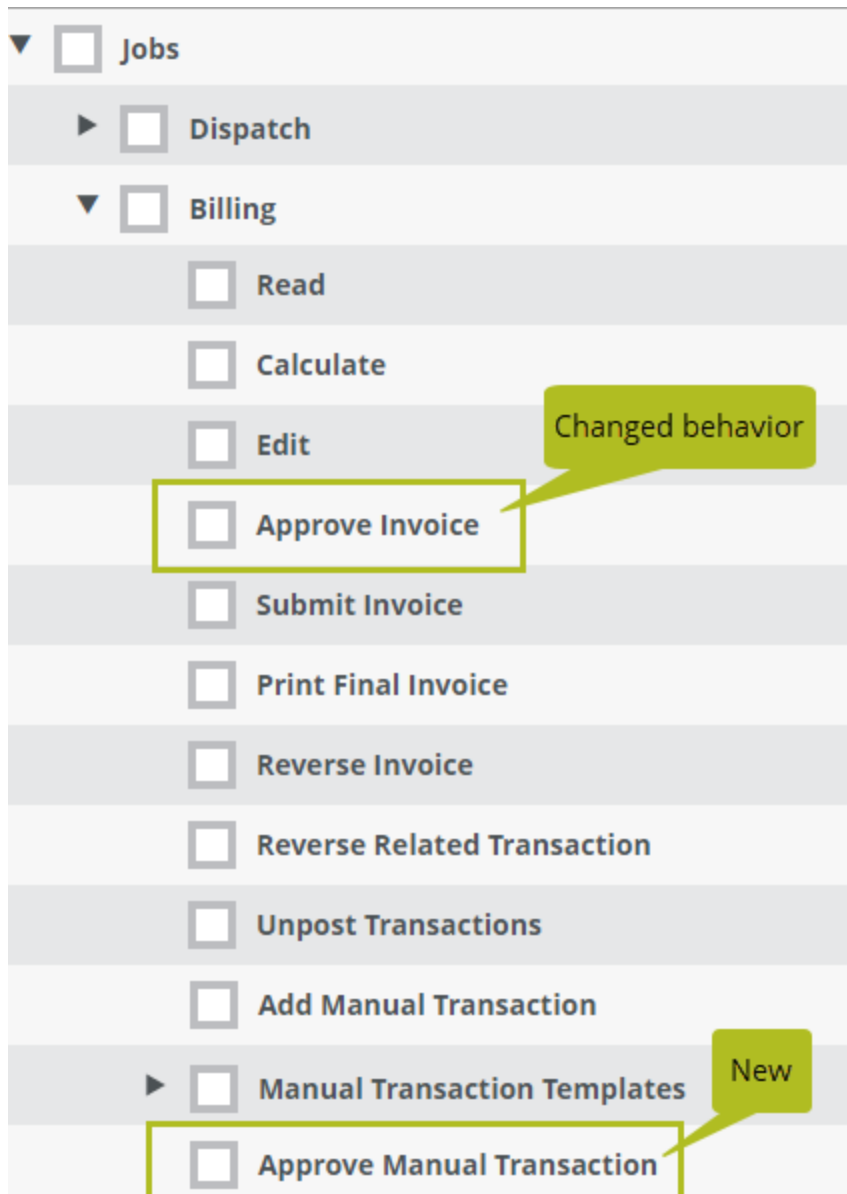 Jobs
Dispatch
Billing
Read
Calculate
Edit
Changed behavior
Approve Invoice
Submit Invoice
Print Final Invoice
Reverse Invoice
Reverse Related Transaction
Unpost Transactions
Add Manual Transaction
Manual Transaction Templates
New
Approve Manual Transaction